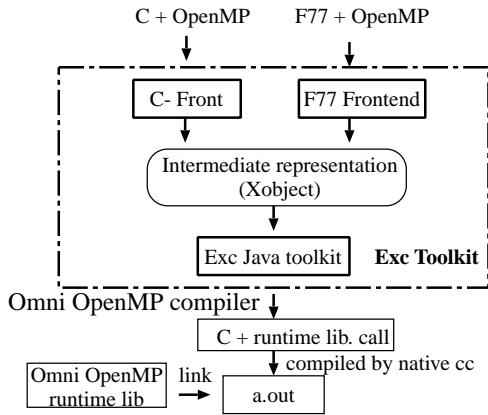 C + OpenMP
F77 + OpenMP
C- Front
F77 Frontend
Intermediate representation
(Xobject)
Exc Java toolkit
Exc Toolkit
Omni OpenMP compiler
C + runtime lib. call
compiled by native cc
Omni OpenMP
runtime lib
link
a.out